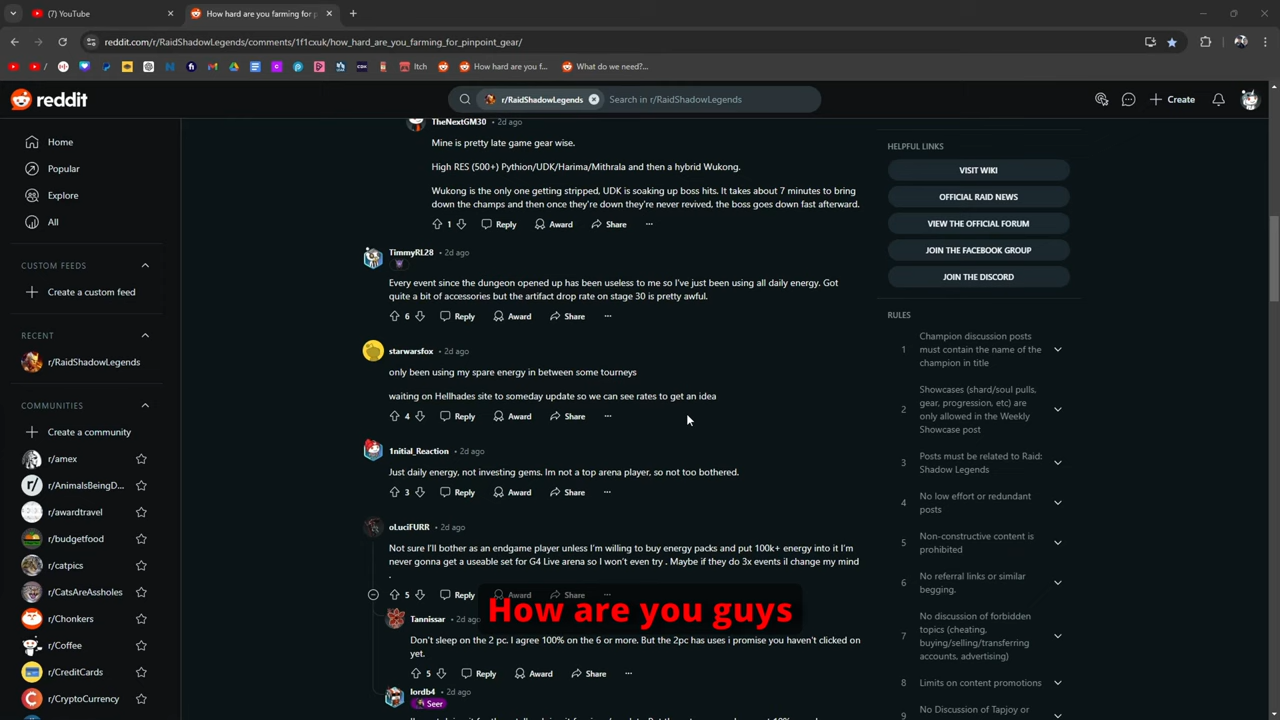 (7) YouTube
How hard are you farming for p
reddit.com/r/RaidShadowLegends/comments/1f1cxuk/how_hard_are_you_farming_for_pinpoint_gear/
/
Itch
How hard are you f...
What do we need?...
reddit
r/RaidShadowLegends
Search in r/RaidShadowLegends
Create
Home
Popular
Explore
All
CUSTOM FEEDS
Create a custom feed
RECENT
r/RaidShadowLegends
COMMUNITIES
Create a community
r/amex
r/AnimalsBeingD...
r/awardtravel
r/budgetfood
r/catpics
r/CatsAreAssholes
r/Chonkers
r/Coffee
r/CreditCards
r/CryptoCurrency
TheNextGM30 • 2d ago
Mine is pretty late game gear wise.
High RES (500+) Pythion/UDK/Harima/Mithrala and then a hybrid Wukong.
Wukong is the only one getting stripped, UDK is soaking up boss hits. It takes about 7 minutes to bring
down the champs and then once they're down they're never revived, the boss goes down fast afterward.
1 Reply Award Share ...
TimmyRL28 • 2d ago
Every event since the dungeon opened up has been useless to me so I've just been using all daily energy. Got
quite a bit of accessories but the artifact drop rate on stage 30 is pretty awful.
6 Reply Award Share ...
starwarsfox • 2d ago
only been using my spare energy in between some tourneys
waiting on Hellhades site to someday update so we can see rates to get an idea
4 Reply Award Share ...
1nitial_Reaction • 2d ago
Just daily energy, not investing gems. Im not a top arena player, so not too bothered.
3 Reply Award Share ...
oLuciFURR • 2d ago
Not sure I'll bother as an endgame player unless I'm willing to buy energy packs and put 100k+ energy into it I'm
never gonna get a useable set for G4 Live arena so I won't even try . Maybe if they do 3x events il change my mind
.
5 Reply Award Share ...
How are you guys
Tannissar • 2d ago
Don't sleep on the 2 pc. I agree 100% on the 6 or more. But the 2pc has uses i promise you haven't clicked on
yet.
5 Reply Award Share ...
lordb4 • 2d ago
Seer
HELPFUL LINKS
VISIT WIKI
OFFICIAL RAID NEWS
VIEW THE OFFICIAL FORUM
JOIN THE FACEBOOK GROUP
JOIN THE DISCORD
RULES
1 Champion discussion posts
must contain the name of the
champion in title
2 Showcases (shard/soul pulls,
gear, progression, etc) are
only allowed in the Weekly
Showcase post
3 Posts must be related to Raid:
Shadow Legends
4 No low effort or redundant
posts
5 Non-constructive content is
prohibited
6 No referral links or similar
begging.
7 No discussion of forbidden
topics (cheating,
buying/selling/transferring
accounts, advertising)
8 Limits on content promotions
9 No Discussion of Tapjoy or